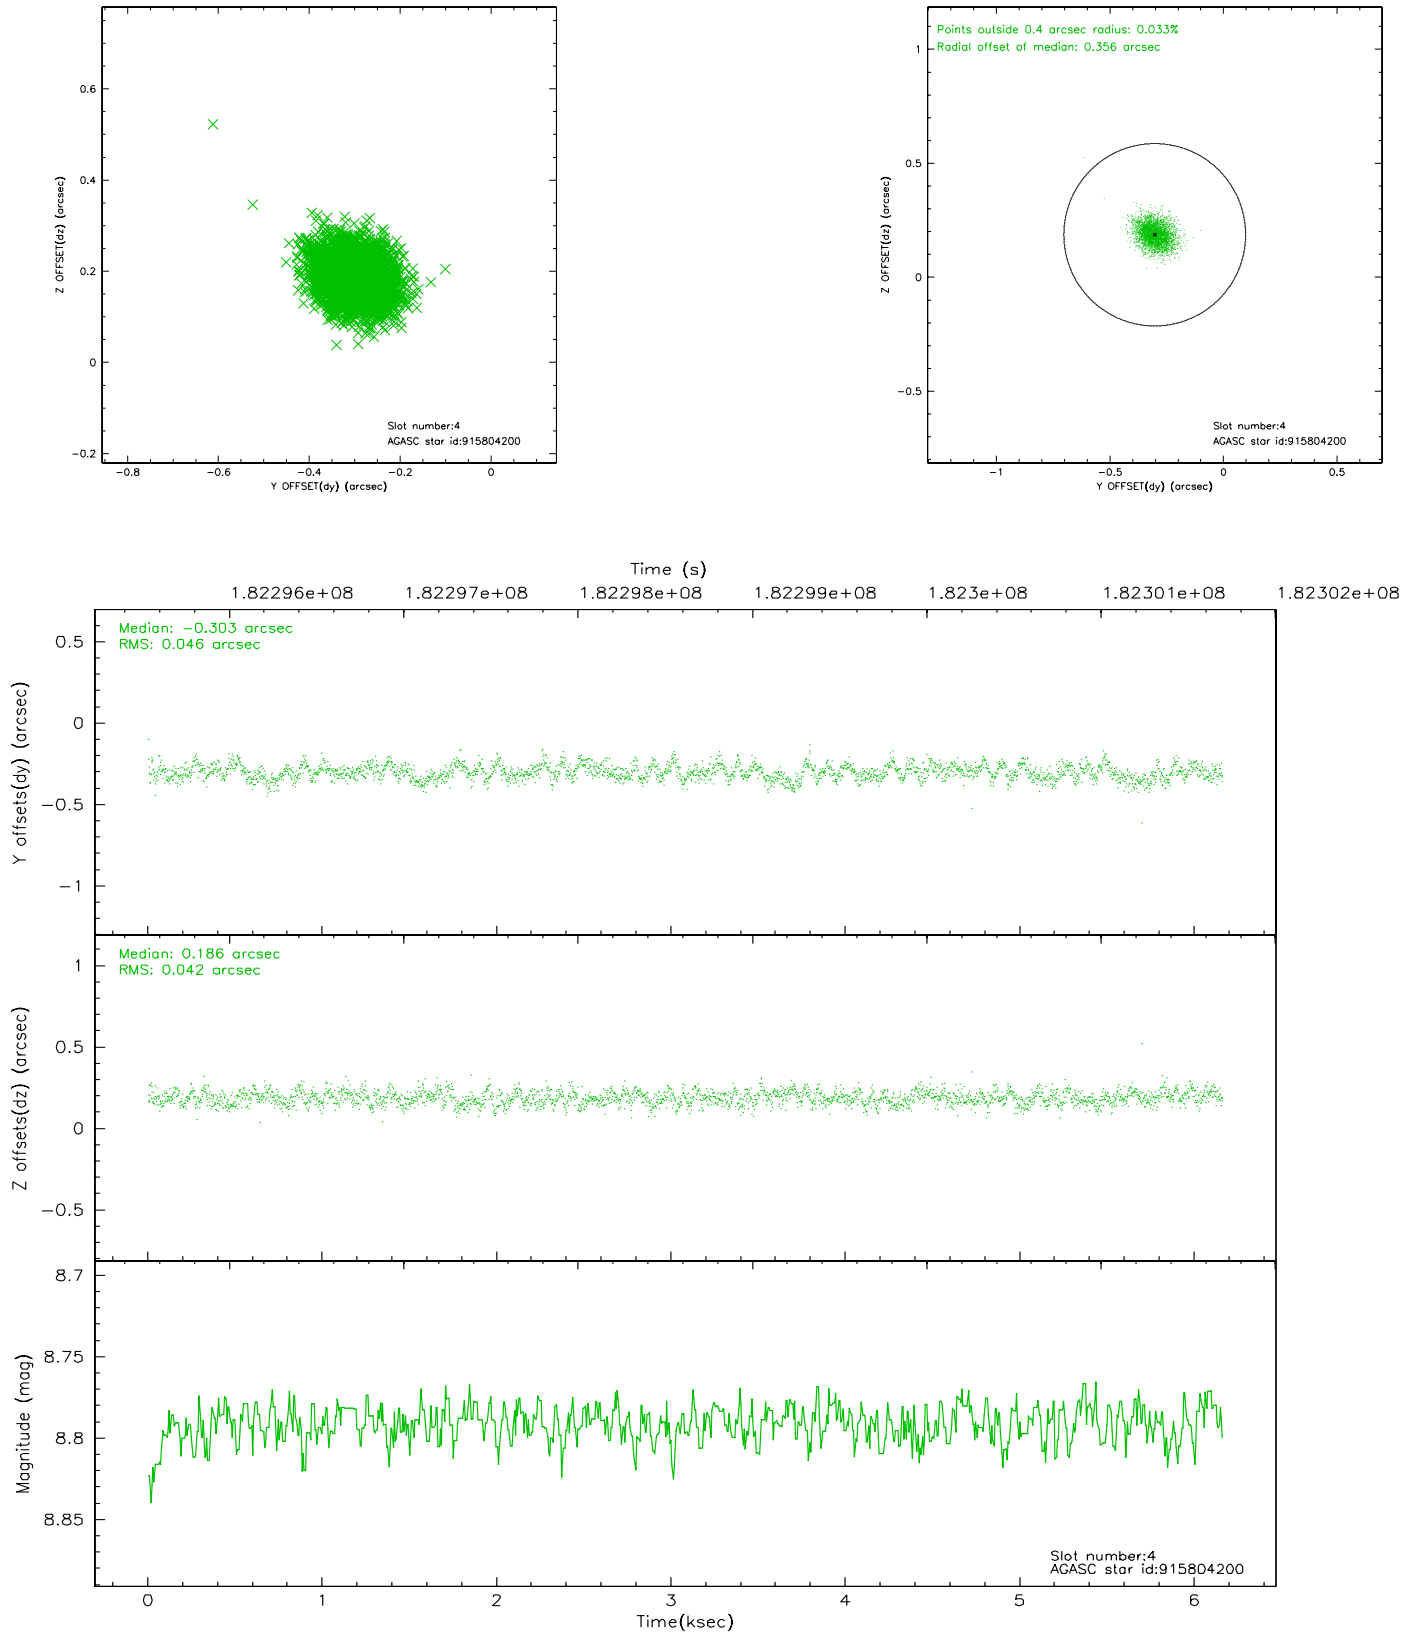 0.6
0.4
0.2
0
−0.2
Z OFFSET(dz) (arcsec)
−0.8
−0.6
−0.4
−0.2
0
Y OFFSET(dy) (arcsec)
Slot number:4
AGASC star id:915804200
Points outside 0.4 arcsec radius: 0.033%
Radial offset of median: 0.356 arcsec
1
0.5
0
−0.5
Z OFFSET(dz) (arcsec)
−1
−0.5
0
0.5
Y OFFSET(dy) (arcsec)
Slot number:4
AGASC star id:915804200
Time (s)
1.82296e+08 1.82297e+08 1.82298e+08 1.82299e+08 1.823e+08 1.82301e+08 1.82302e+08
Median: −0.303 arcsec
RMS: 0.046 arcsec
0.5
0
−0.5
−1
Y offsets(dy) (arcsec)
Median: 0.186 arcsec
RMS: 0.042 arcsec
1
0.5
0
−0.5
Z offsets(dz) (arcsec)
8.7
8.75
8.8
8.85
Magnitude (mag)
Slot number:4
AGASC star id:915804200
0 1 2 3 4 5 6
Time(ksec)